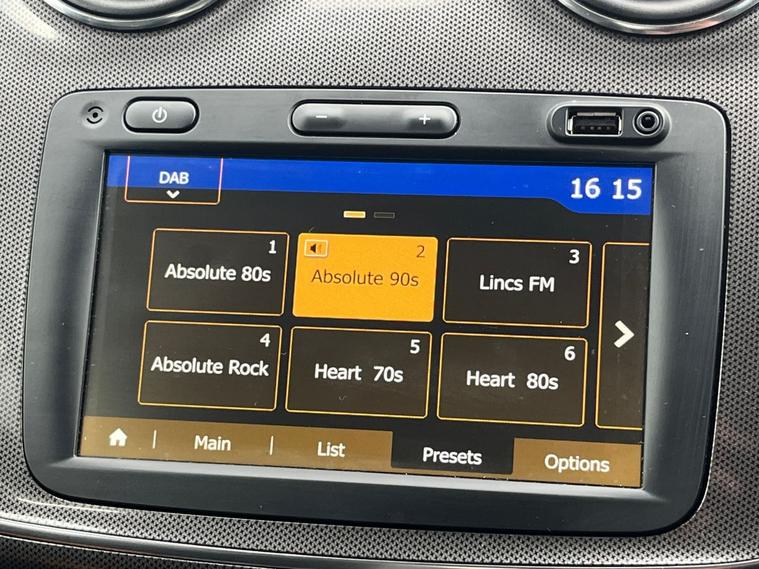 − +
DAB
16 15
1 2 3
Absolute 80s Absolute 90s Lincs FM
4 5 6
Absolute Rock Heart 70s Heart 80s
Main List Presets Options